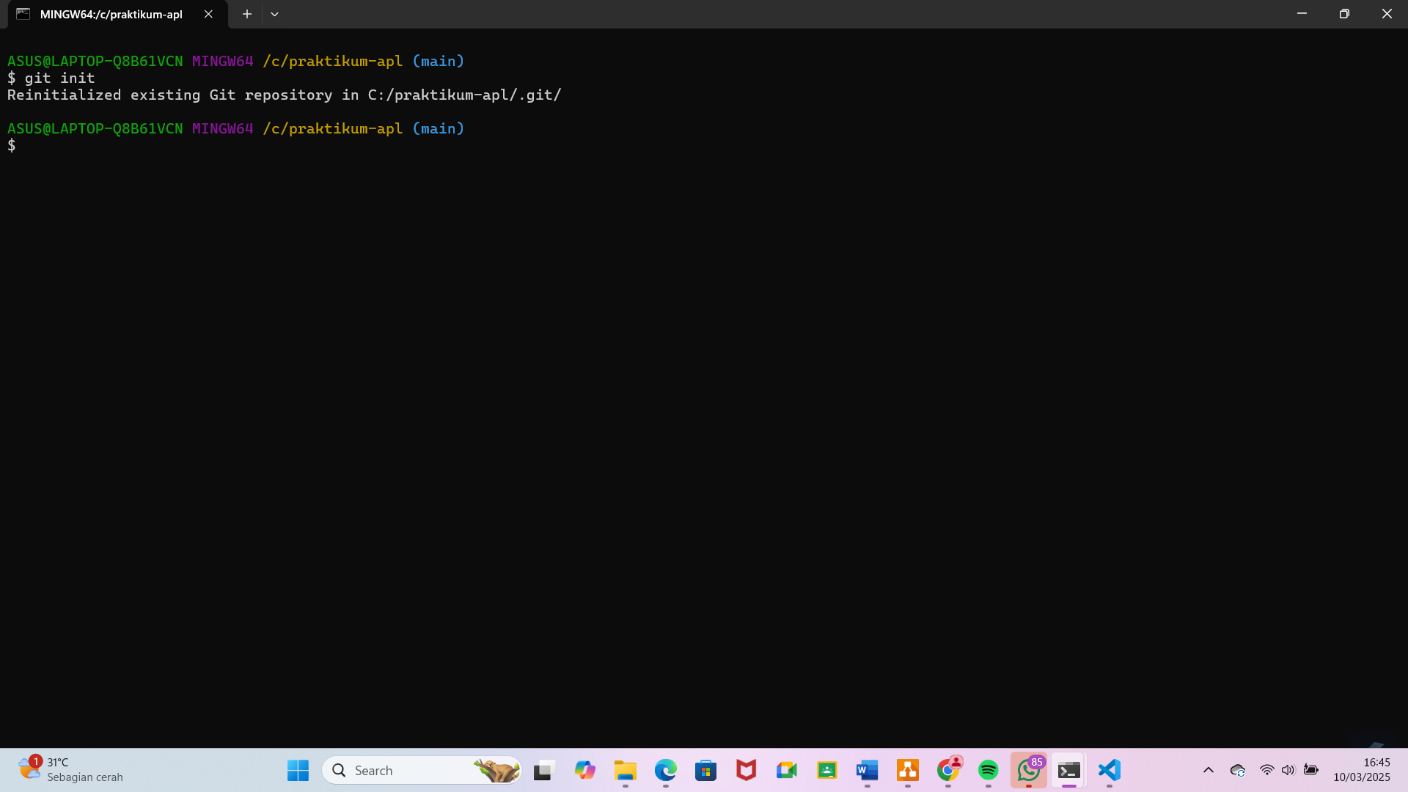 MINGW64:/c/praktikum-apl
ASUS@LAPTOP-Q8B61VCN MINGW64 /c/praktikum-apl (main)
$ git init
Reinitialized existing Git repository in C:/praktikum-apl/.git/
ASUS@LAPTOP-Q8B61VCN MINGW64 /c/praktikum-apl (main)
$
1
31°C
Sebagian cerah
Search
W
85
16:45
10/03/2025